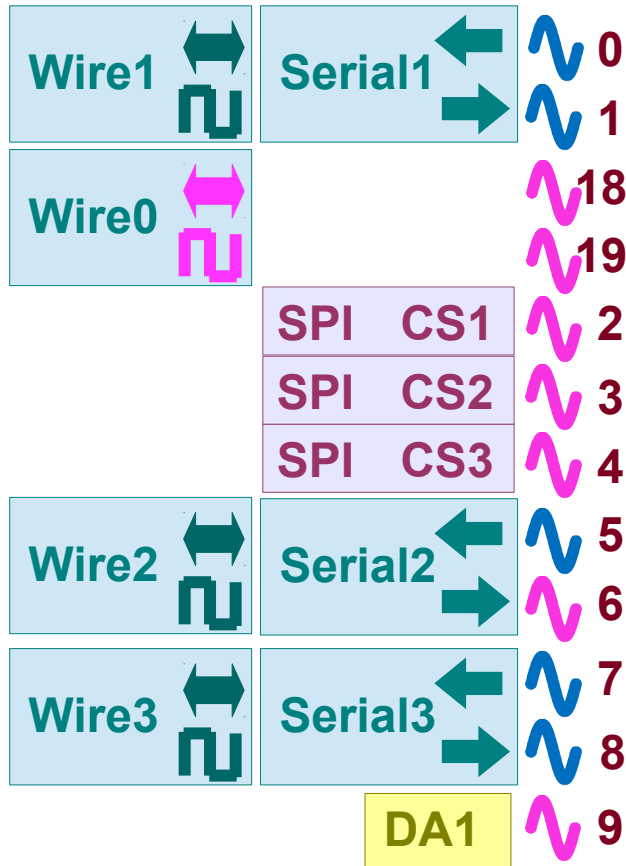 Wire1 Serial1 0
1
Wire0 18
19
SPI CS1 2
SPI CS2 3
SPI CS3 4
Wire2 Serial2 5
6
Wire3 Serial3 7
8
DA1 9